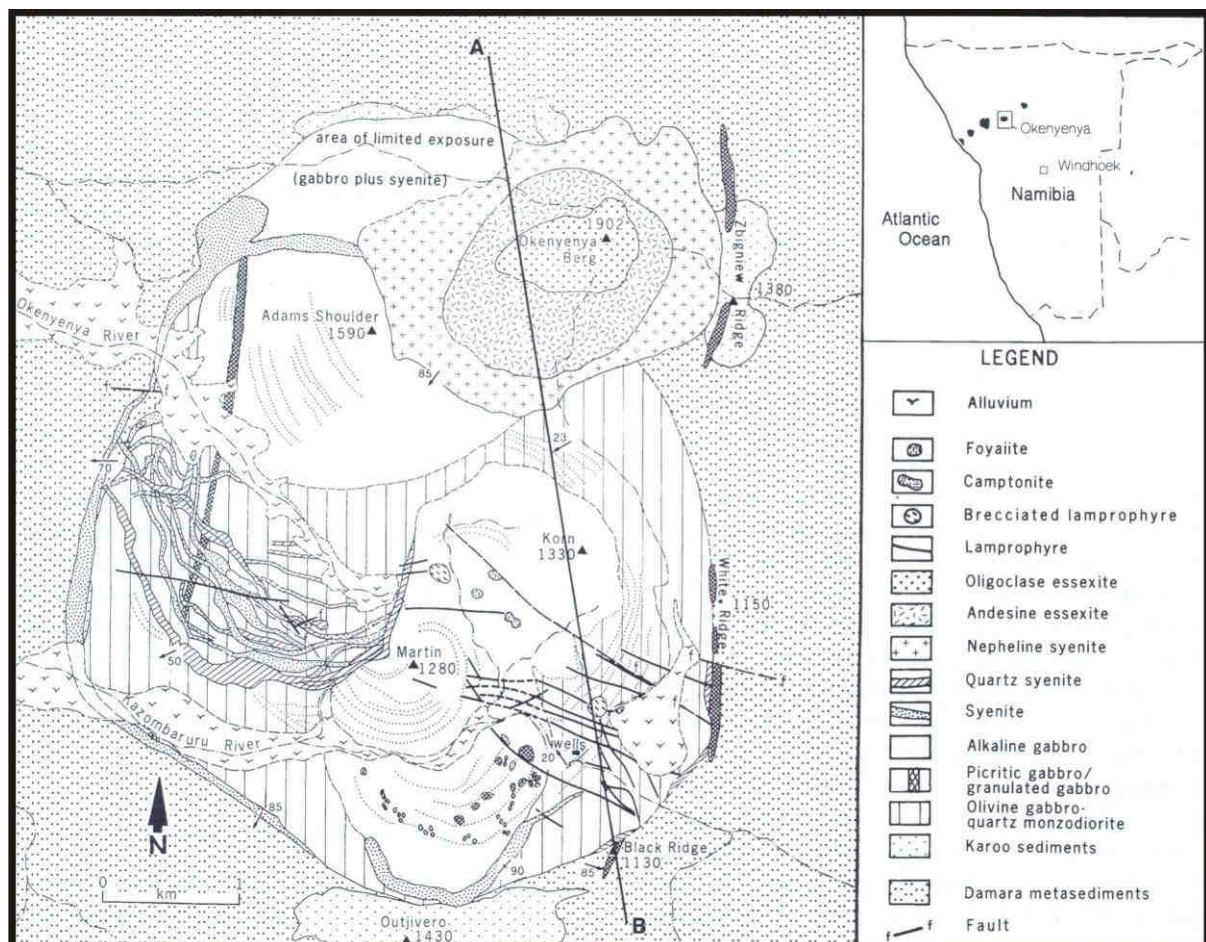 A
area of limited exposure
(gabbro plus syenite)
1902
Okenyenya
Berg
Zbigniew
Ridge
1380
Okenyenya
River
Adams Shoulder
1590
85
23
70
Korn
1330
White Ridge
1150
Martin
1280
50
Kazombaruru River
wells
20
85
f
f
f
N
Black Ridge
1130
85
90
0
1
km
Outjivero
1430
B
Okenyenya
Windhoek
Namibia
Atlantic
Ocean
LEGEND
Alluvium
Foyaiite
Camptonite
Brecciated lamprophyre
Lamprophyre
Oligoclase essexite
Andesine essexite
Nepheline syenite
Quartz syenite
Syenite
Alkaline gabbro
Picritic gabbro/
granulated gabbro
Olivine gabbro-
quartz monzodiorite
Karoo sediments
Damara metasediments
f f
Fault